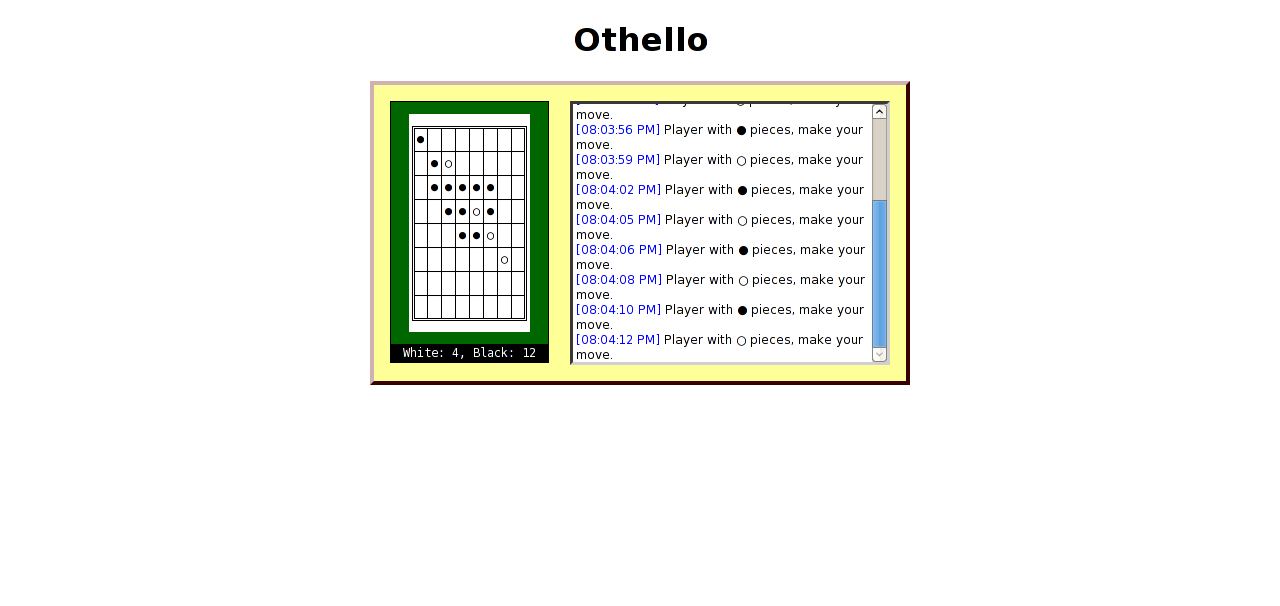 Othello
move.
[08:03:56 PM] Player with ● pieces, make your
move.
[08:03:59 PM] Player with ○ pieces, make your
move.
[08:04:02 PM] Player with ● pieces, make your
move.
[08:04:05 PM] Player with ○ pieces, make your
move.
[08:04:06 PM] Player with ● pieces, make your
move.
[08:04:08 PM] Player with ○ pieces, make your
move.
[08:04:10 PM] Player with ● pieces, make your
move.
[08:04:12 PM] Player with ○ pieces, make your
move.
White: 4, Black: 12